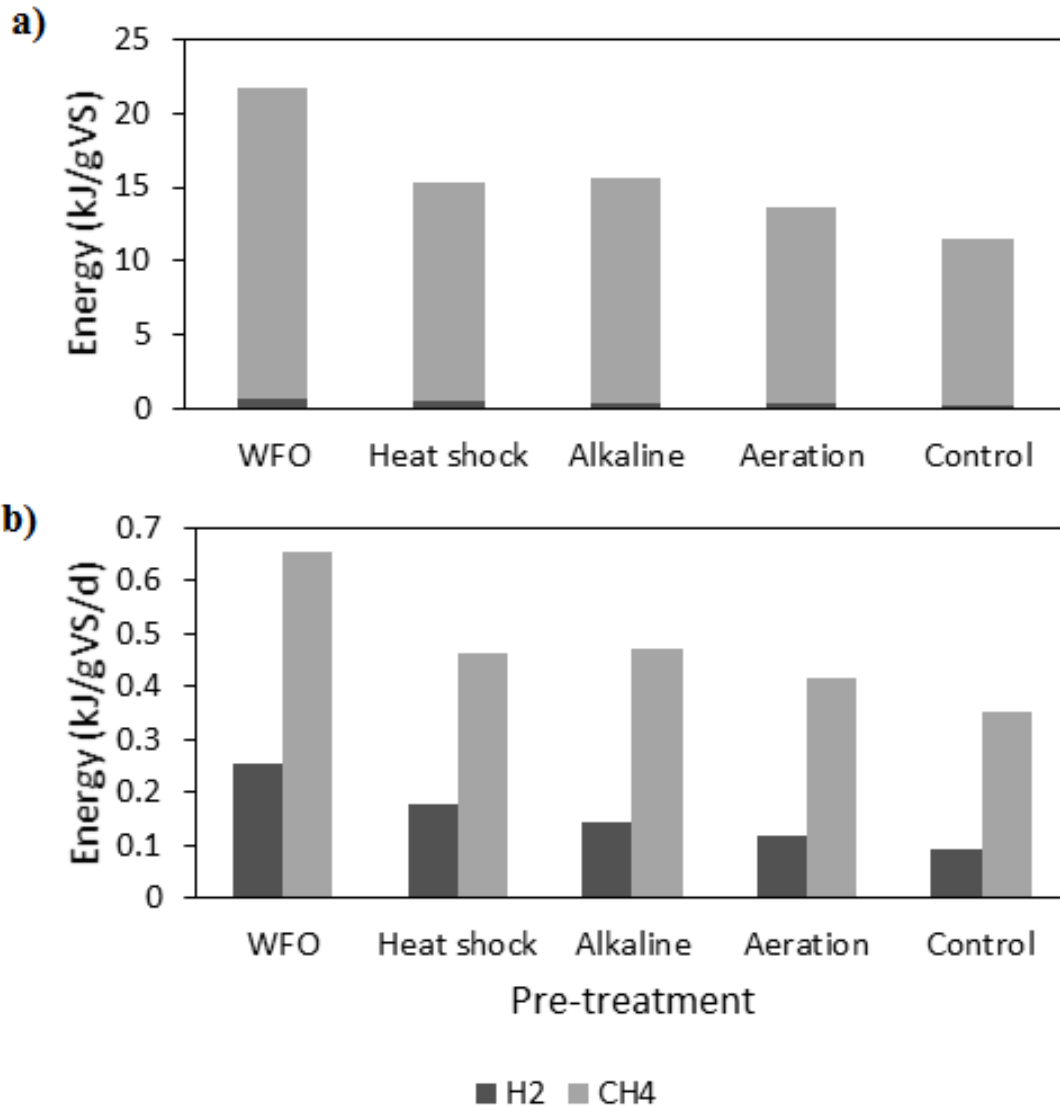 a)
Energy (kJ/gVS)
25
20
15
10
5
0
WFO Heat shock Alkaline Aeration Control
b)
Energy (kJ/gVS/d)
0.7
0.6
0.5
0.4
0.3
0.2
0.1
0
WFO Heat shock Alkaline Aeration Control
Pre-treatment
H2 CH4